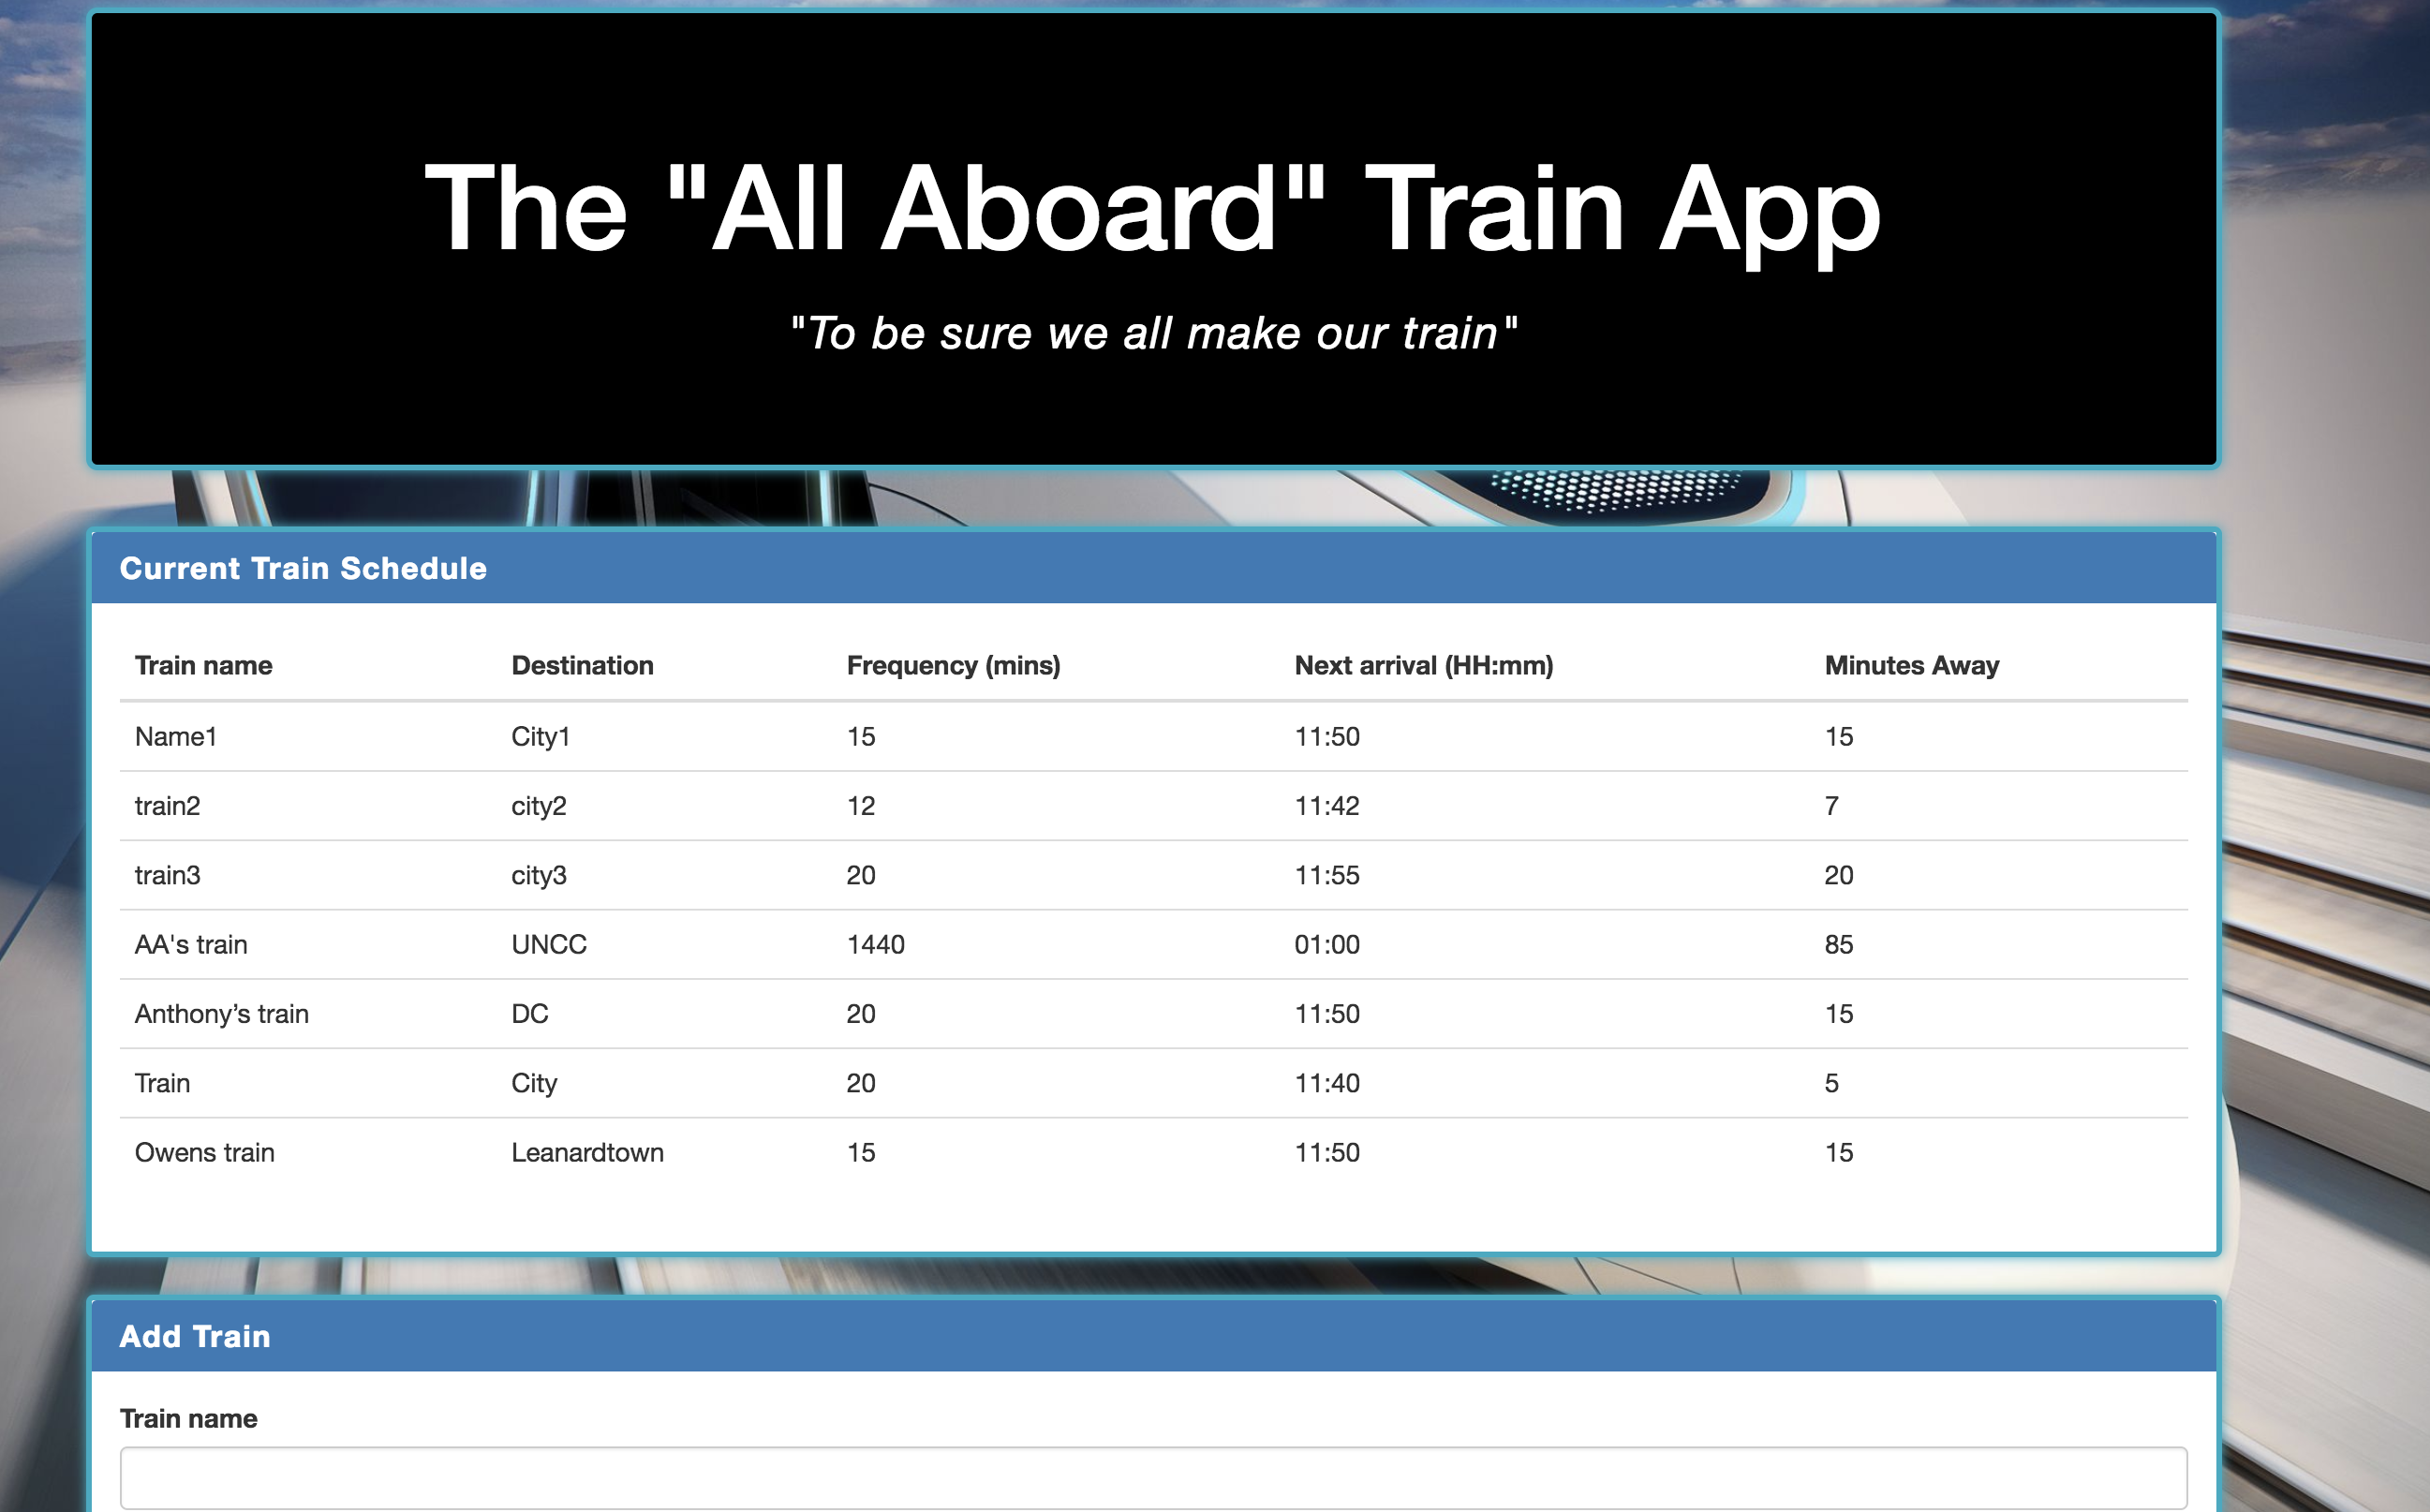 The "All Aboard" Train App
"To be sure we all make our train"
Current Train Schedule
Train name Destination Frequency (mins) Next arrival (HH:mm) Minutes Away
Name1 City1 15 11:50 15
train2 city2 12 11:42 7
train3 city3 20 11:55 20
AA's train UNCC 1440 01:00 85
Anthony’s train DC 20 11:50 15
Train City 20 11:40 5
Owens train Leanardtown 15 11:50 15
Add Train
Train name